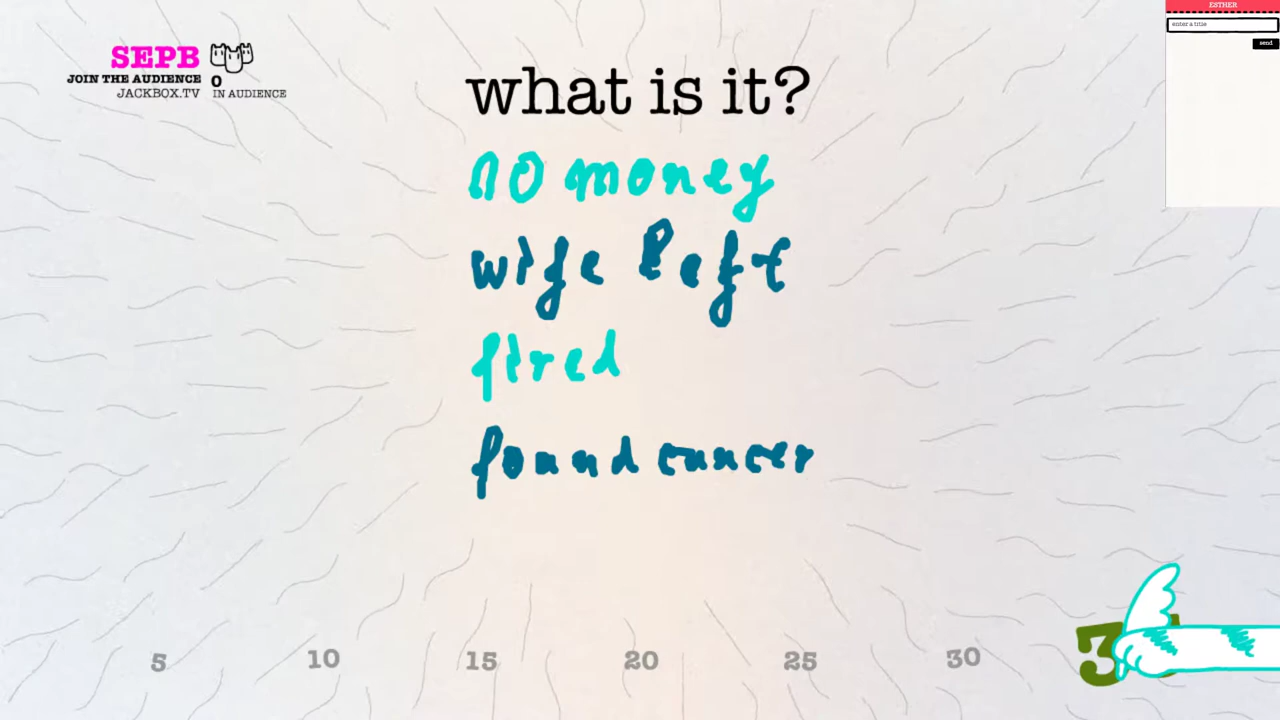 ESTHER
enter a title
send
SEPB
JOIN THE AUDIENCE
JACKBOX.TV
0
IN AUDIENCE
what is it?
no money
wife left
fired
found cancer
5 10 15 20 25 30